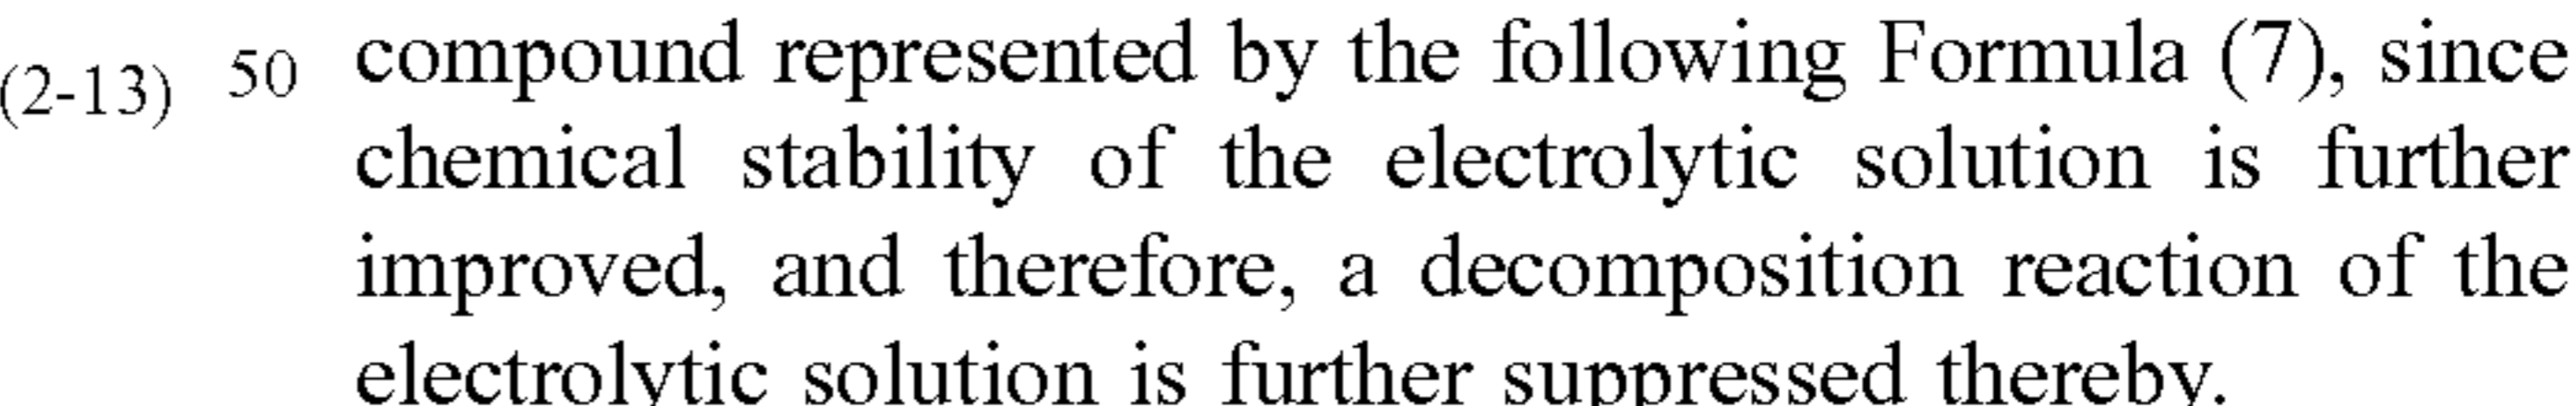 (2-13) 50 compound represented by the following Formula (7), since
chemical stability of the electrolytic solution is further
improved, and therefore, a decomposition reaction of the
electrolytic solution is further suppressed thereby.